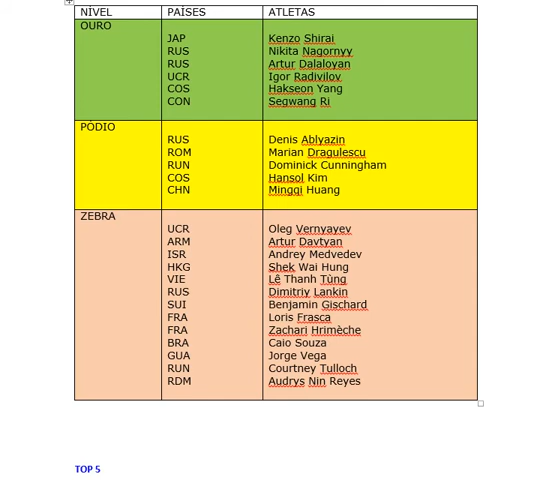 NÍVEL PAÍSES ATLETAS
OURO
JAP Kenzo Shirai
RUS Nikita Nagornyy
RUS Artur Dalaloyan
UCR Igor Radivilov
COS Hakseon Yang
CON Segwang Ri
PÓDIO
RUS Denis Ablyazin
ROM Marian Dragulescu
RUN Dominick Cunningham
COS Hansol Kim
CHN Mingqi Huang
ZEBRA
UCR Oleg Vernyayev
ARM Artur Davtyan
ISR Andrey Medvedev
HKG Shek Wai Hung
VIE Lê Thanh Tùng
RUS Dimitriy Lankin
SUI Benjamin Gischard
FRA Loris Frasca
FRA Zachari Hrimèche
BRA Caio Souza
GUA Jorge Vega
RUN Courtney Tulloch
RDM Audrys Nin Reyes
TOP 5